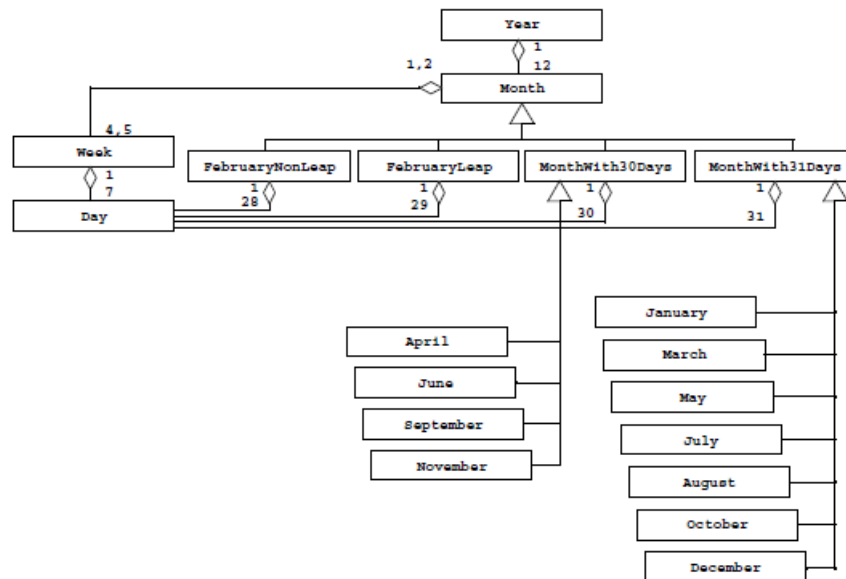 Year
1
1,2
12
Month
4,5
Week
FebruaryNonLeap
FebruaryLeap
MonthWith30Days
MonthWith31Days
1
7
1
28
1
29
1
30
1
31
Day
January
April
March
June
May
September
July
November
August
October
December